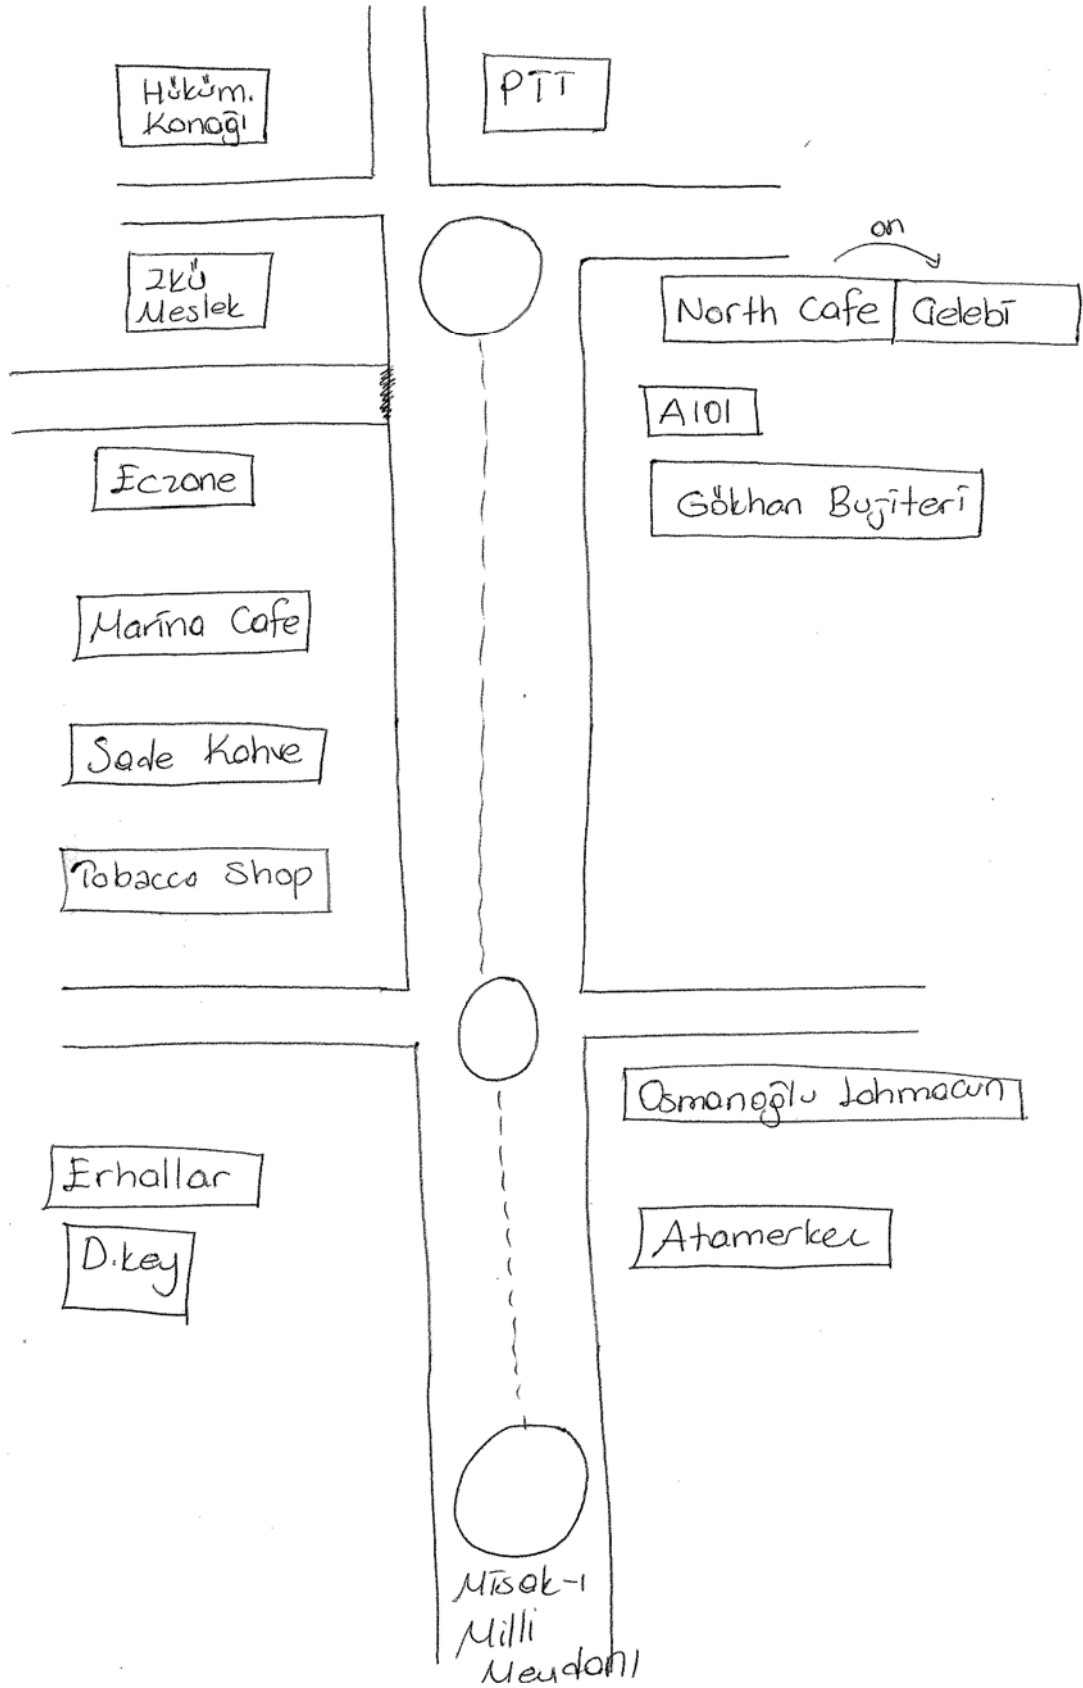 Hüküm.
Konağı
PTT
İKÜ
Meslek
on
North Cafe
Çelebi
A101
Eczane
Gökhan Bujiteri
Marina Cafe
Sade Kahve
Tobacco Shop
Osmanoğlu Lahmacun
Erhallar
Atamerkez
D.key
Misak-ı
Milli
Meydanı